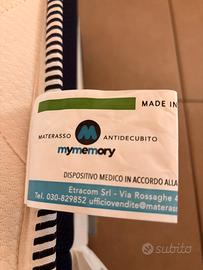 MADE IN
MATERASSO M ANTIDECUBITO
mymemory
DISPOSITIVO MEDICO IN ACCORDO ALLA
Etracom Srl - Via Rossaghe
Tel. 030-829852 ufficiovendite@materass
subito